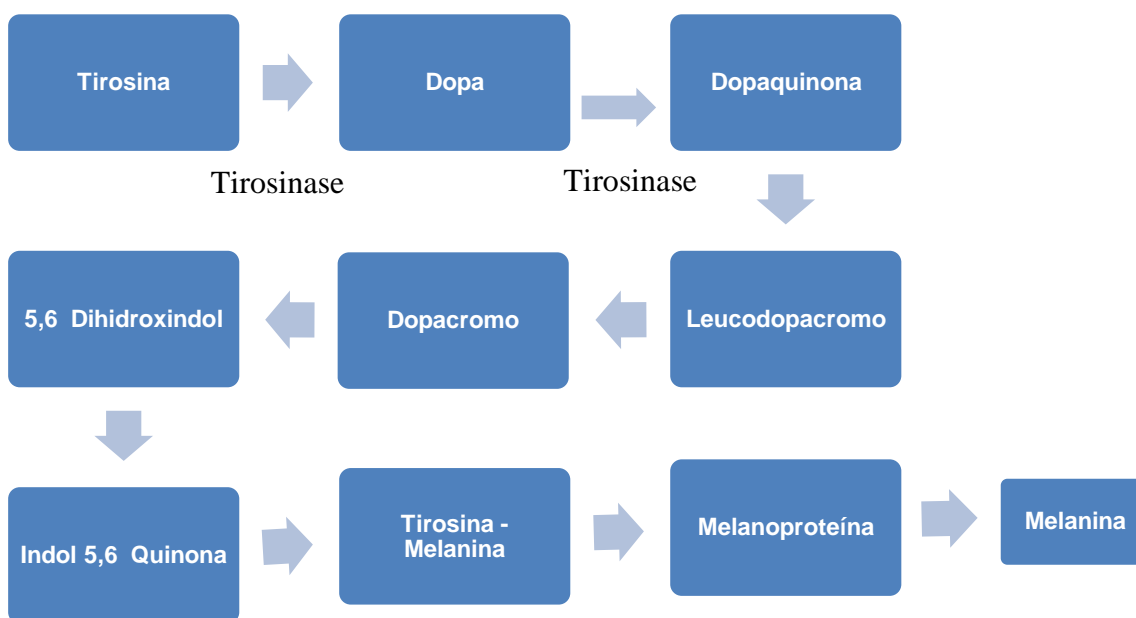 Tirosina
Dopa
Dopaquinona
Tirosinase
Tirosinase
5,6 Dihidroxindol
Dopacromo
Leucodopacromo
Indol 5,6 Quinona
Tirosina -
Melanina
Melanoproteína
Melanina